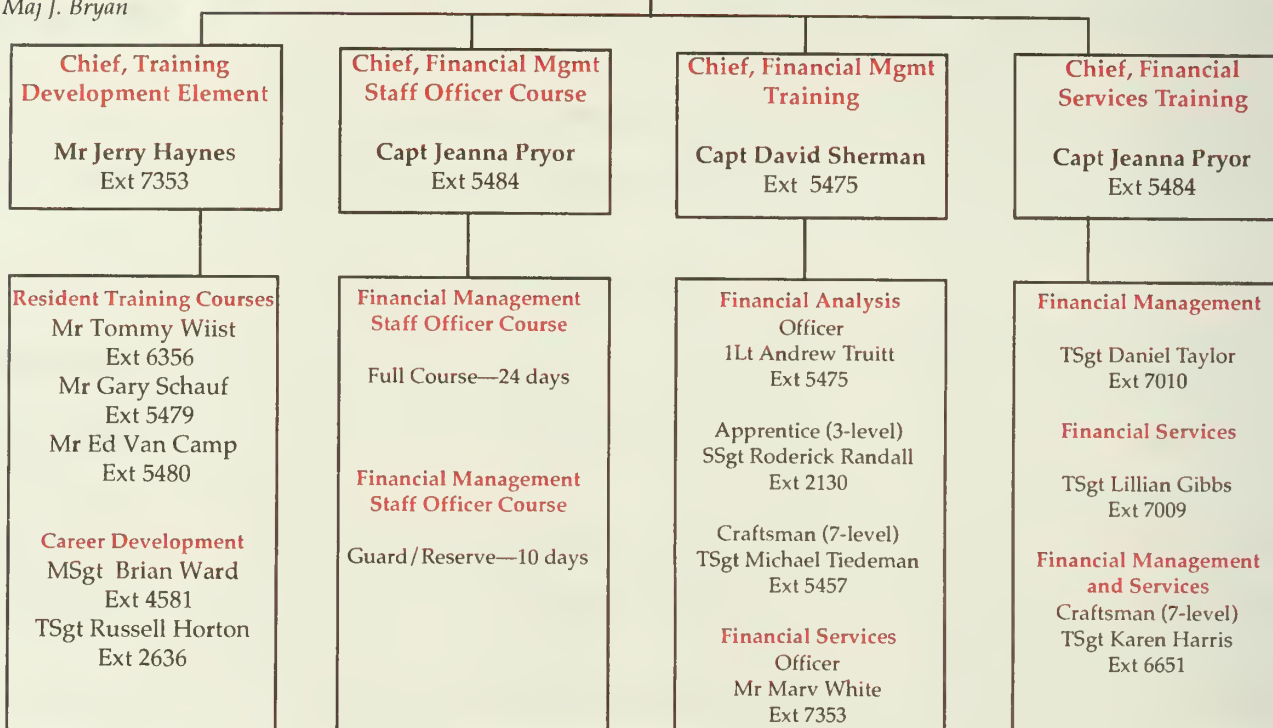 Maj J. Bryan
Chief, Training
Development Element
Mr Jerry Haynes
Ext 7353
Chief, Financial Mgmt
Staff Officer Course
Capt Jeanna Pryor
Ext 5484
Chief, Financial Mgmt
Training
Capt David Sherman
Ext 5475
Chief, Financial
Services Training
Capt Jeanna Pryor
Ext 5484
Resident Training Courses
Mr Tommy Wiist
Ext 6356
Mr Gary Schauf
Ext 5479
Mr Ed Van Camp
Ext 5480
Career Development
MSgt Brian Ward
Ext 4581
TSgt Russell Horton
Ext 2636
Financial Management
Staff Officer Course
Full Course—24 days
Financial Management
Staff Officer Course
Guard/Reserve—10 days
Financial Analysis
Officer
1Lt Andrew Truitt
Ext 5475
Apprentice (3-level)
SSgt Roderick Randall
Ext 2130
Craftsman (7-level)
TSgt Michael Tiedeman
Ext 5457
Financial Services
Officer
Mr Marv White
Ext 7353
Financial Management
TSgt Daniel Taylor
Ext 7010
Financial Services
TSgt Lillian Gibbs
Ext 7009
Financial Management
and Services
Craftsman (7-level)
TSgt Karen Harris
Ext 6651